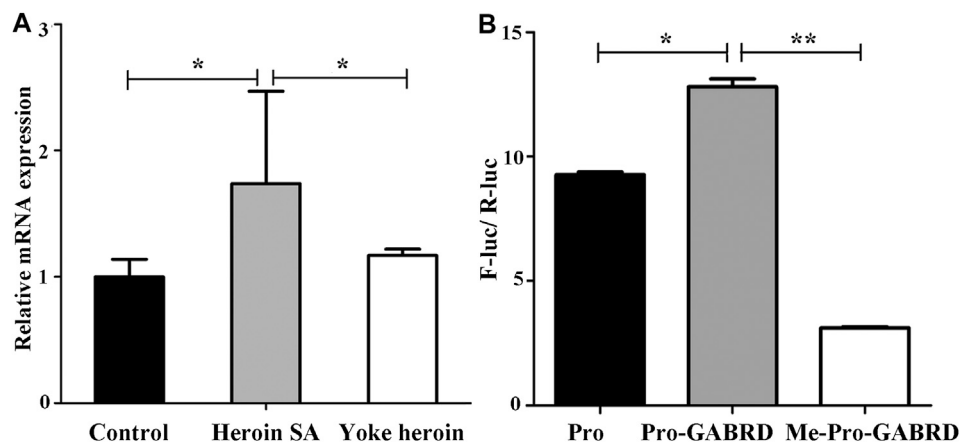 A
Relative mRNA expression
3
2
1
0
*
*
Control Heroin SA Yoke heroin
B
F-luc/ R-luc
15
10
5
0
*
**
Pro Pro-GABRD Me-Pro-GABRD